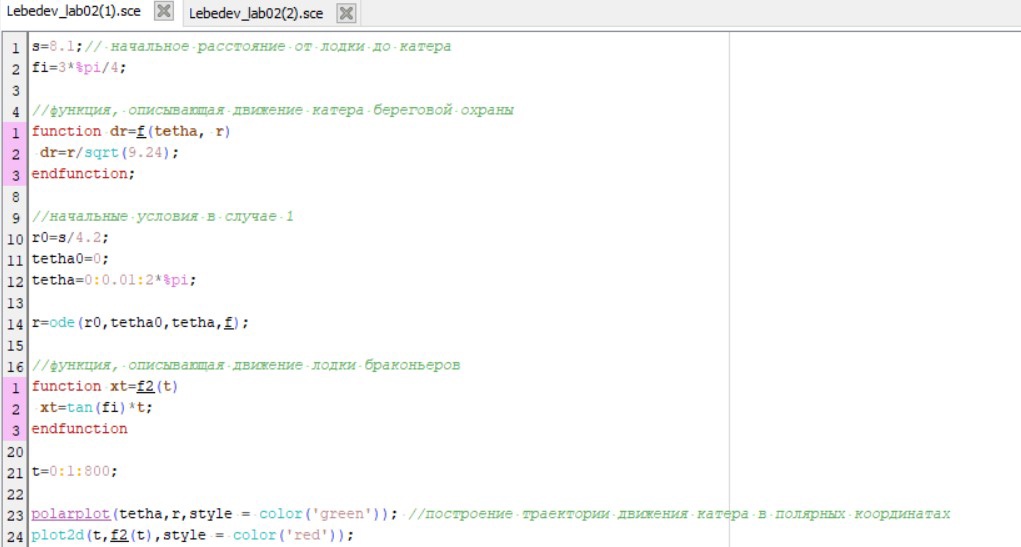 Lebedev_lab02(1).sce Lebedev_lab02(2).sce
1 s=8.1;// начальное расстояние от лодки до катера
2 fi=3*%pi/4;
3
4 //функция, описывающая движение катера береговой охраны
1 function dr=f(tetha, r)
2 dr=r/sqrt(9.24);
3 endfunction;
8
9 //начальные условия в случае 1
10 r0=s/4.2;
11 tetha0=0;
12 tetha=0:0.01:2*%pi;
13
14 r=ode(r0,tetha0,tetha,f);
15
16 //функция, описывающая движение лодки браконьеров
1 function xt=f2(t)
2 xt=tan(fi)*t;
3 endfunction
20
21 t=0:1:800;
22
23 polarplot(tetha,r,style = color('green')); //построение траектории движения катера в полярных координатах
24 plot2d(t,f2(t),style = color('red'));